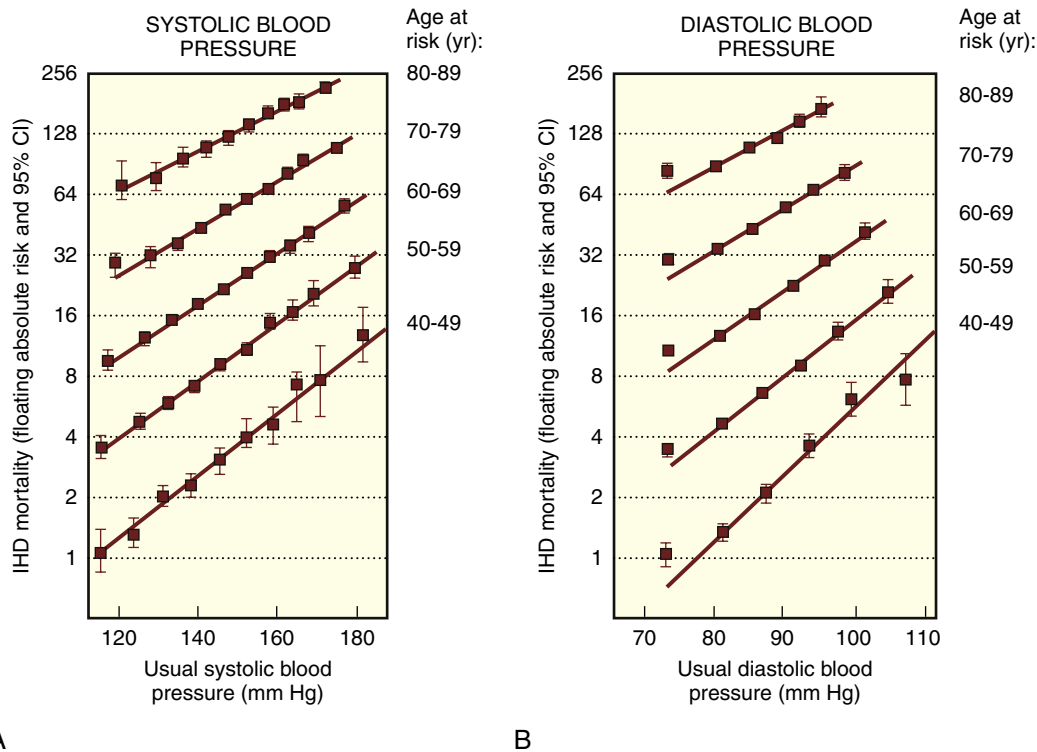 SYSTOLIC BLOOD
PRESSURE
Age at
risk (yr):
80-89
70-79
60-69
50-59
40-49
256
128
64
32
16
8
4
2
1
IHD mortality (floating absolute risk and 95% CI)
120 140 160 180
Usual systolic blood
pressure (mm Hg)
A
DIASTOLIC BLOOD
PRESSURE
Age at
risk (yr):
80-89
70-79
60-69
50-59
40-49
256
128
64
32
16
8
4
2
1
IHD mortality (floating absolute risk and 95% CI)
70 80 90 100 110
Usual diastolic blood
pressure (mm Hg)
B